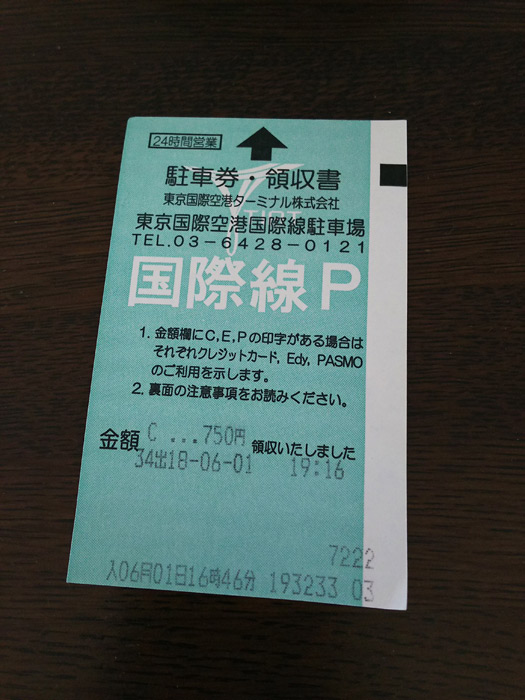 24時間営業
駐車券・領収書
東京国際空港ターミナル株式会社
TIAT
東京国際空港国際線駐車場
TEL.03-6428-0121
国際線P
1. 金額欄にC,E,Pの印字がある場合は
それぞれクレジットカード, Edy, PASMO
のご利用を示します。
2. 裏面の注意事項をお読みください。
金額 C ...750円 領収いたしました
34出18-06-01 19:16
7222
入06月01日16時46分 193233 03